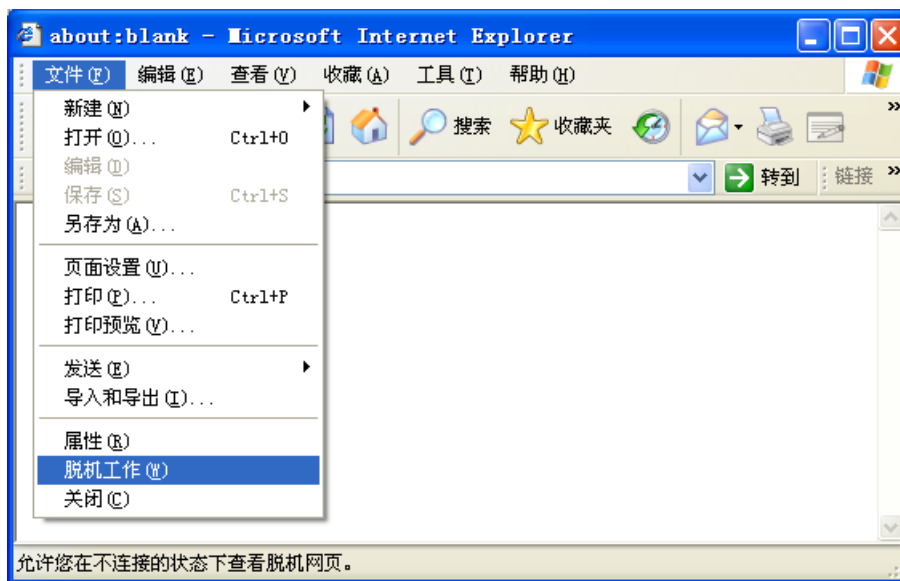 about:blank - Microsoft Internet Explorer
文件(F) 编辑(E) 查看(V) 收藏(A) 工具(T) 帮助(H)
搜索 收藏夹
转到 链接
新建(N)
打开(O)... Ctrl+O
编辑(D)
保存(S) Ctrl+S
另存为(A)...
页面设置(U)...
打印(P)... Ctrl+P
打印预览(V)...
发送(E)
导入和导出(I)...
属性(R)
脱机工作(W)
关闭(C)
允许您在不连接的状态下查看脱机网页。